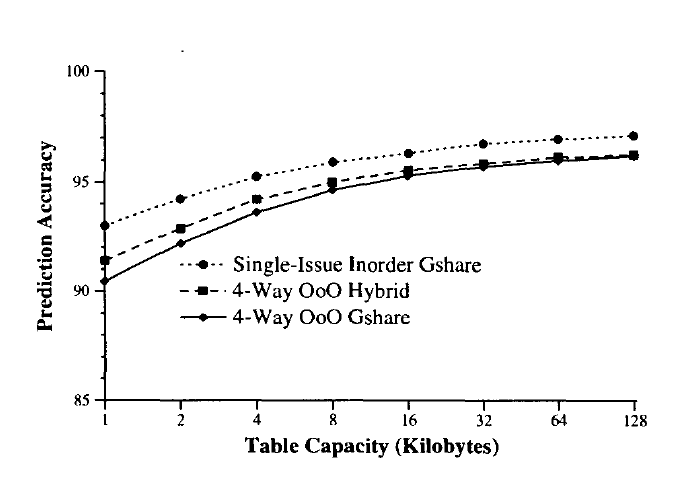 100
95
90
85
Prediction Accuracy
Single-Issue Inorder Gshare
4-Way OoO Hybrid
4-Way OoO Gshare
1 2 4 8 16 32 64 128
Table Capacity (Kilobytes)